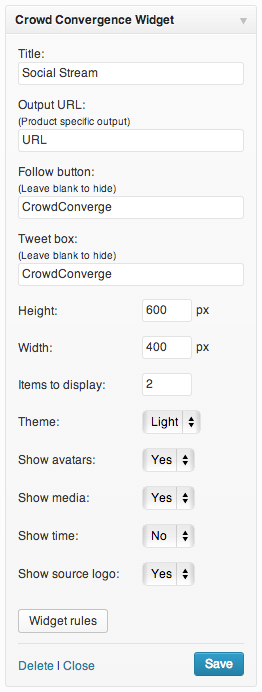 Crowd Convergence Widget
Title:
Social Stream
Output URL:
(Product specific output)
URL
Follow button:
(Leave blank to hide)
CrowdConverge
Tweet box:
(Leave blank to hide)
CrowdConverge
Height: 600 px
Width: 400 px
Items to display: 2
Theme: Light
Show avatars: Yes
Show media: Yes
Show time: No
Show source logo: Yes
Widget rules
Delete | Close Save